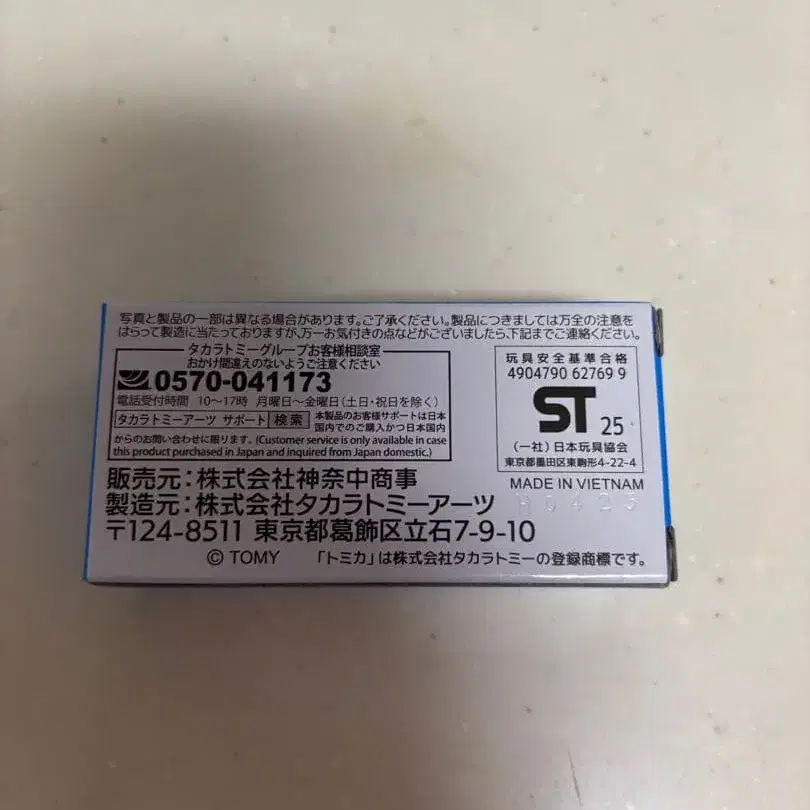 写真と製品の一部は異なる場合があります。ご了承ください。製品につきましては万全の注意を
はらって製造に当たっておりますが、万一お気付きの点などがございましたら、下記までご連絡ください。
タカラトミーグループお客様相談室
おかけ間違えのないようご注意ください
0570-041173
電話受付時間 10〜17時 月曜日〜金曜日(土日・祝日を除く)
タカラトミーアーツ サポート 検索 本製品のお客様サポートは日本
国内でのご購入かつ日本国内
からのお問い合わせに限ります。(Customer service is only available in case
this product purchased in Japan and inquired from Japan domestic.)
玩具安全基準合格
4904790 62769 9
ST 25
(一社)日本玩具協会
東京都墨田区東駒形4-22-4
販売元:株式会社神奈中商事
MADE IN VIETNAM
製造元:株式会社タカラトミーアーツ
〒124-8511 東京都葛飾区立石7-9-10
© TOMY 「トミカ」は株式会社タカラトミーの登録商標です。